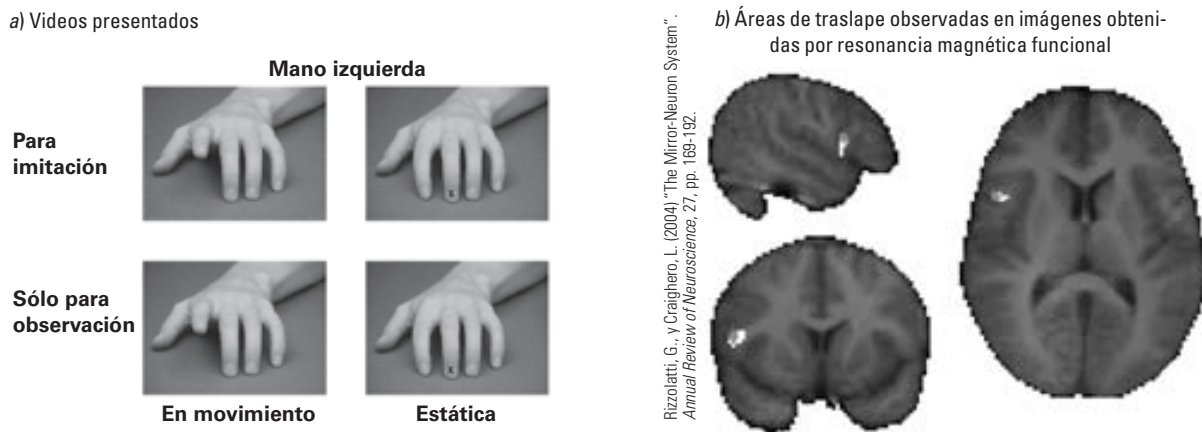 a) Videos presentados
Mano izquierda
Para
imitación
Sólo para
observación
En movimiento
Estática
x
x
Rizzolatti, G., y Craighero, L. (2004) “The Mirror-Neuron System”.
Annual Review of Neuroscience, 27, pp. 169-192.
b) Áreas de traslape observadas en imágenes obteni-
das por resonancia magnética funcional